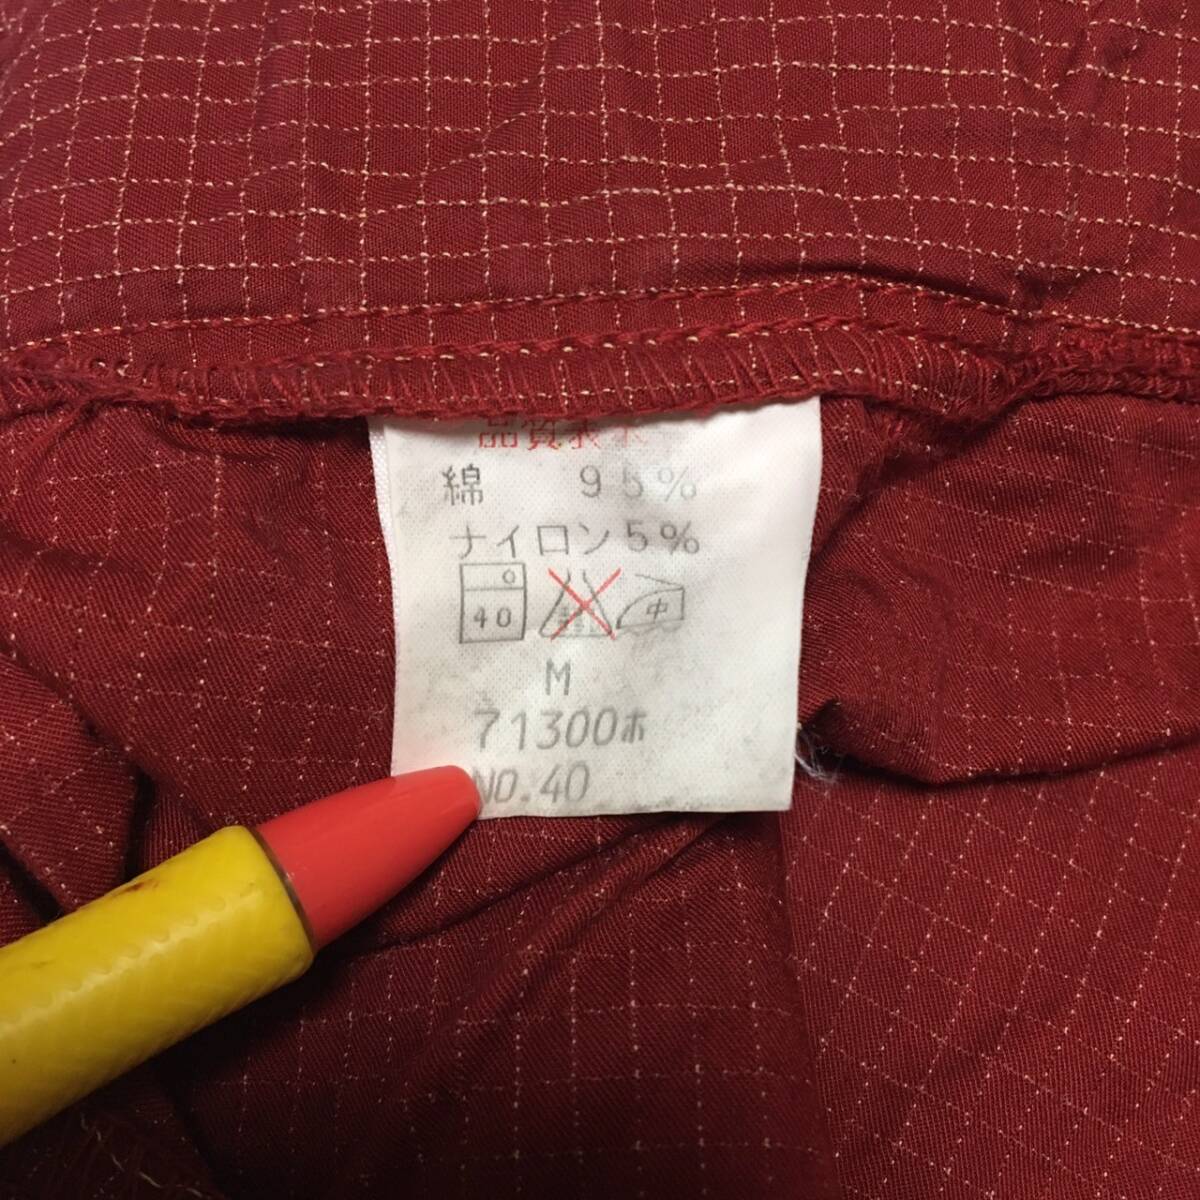 品質表示
綿 95%
ナイロン5%
40 中
M
71300ホ
NO.40